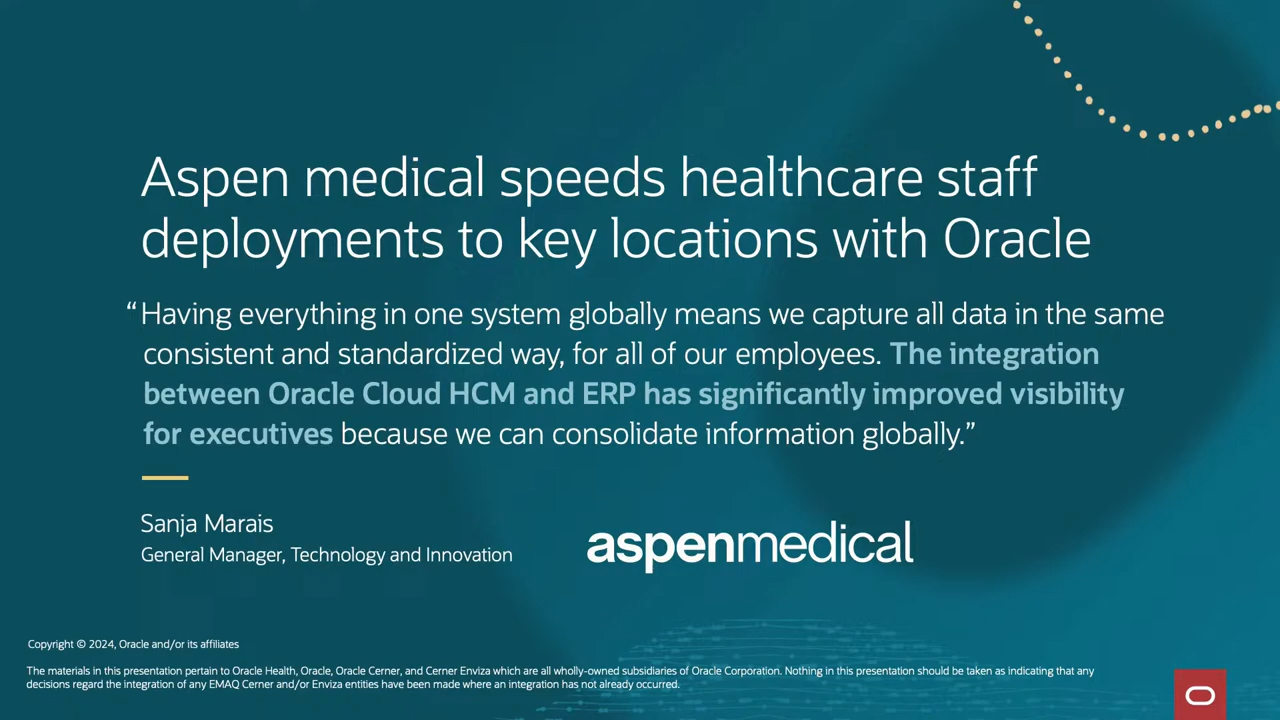 Aspen medical speeds healthcare staff
deployments to key locations with Oracle
“Having everything in one system globally means we capture all data in the same
consistent and standardized way, for all of our employees. The integration
between Oracle Cloud HCM and ERP has significantly improved visibility
for executives because we can consolidate information globally.”
Sanja Marais
General Manager, Technology and Innovation
aspenmedical
Copyright © 2024, Oracle and/or its affiliates
The materials in this presentation pertain to Oracle Health, Oracle, Oracle Cerner, and Cerner Enviza which are all wholly-owned subsidiaries of Oracle Corporation. Nothing in this presentation should be taken as indicating that any
decisions regard the integration of any EMAQ Cerner and/or Enviza entities have been made where an integration has not already occurred.